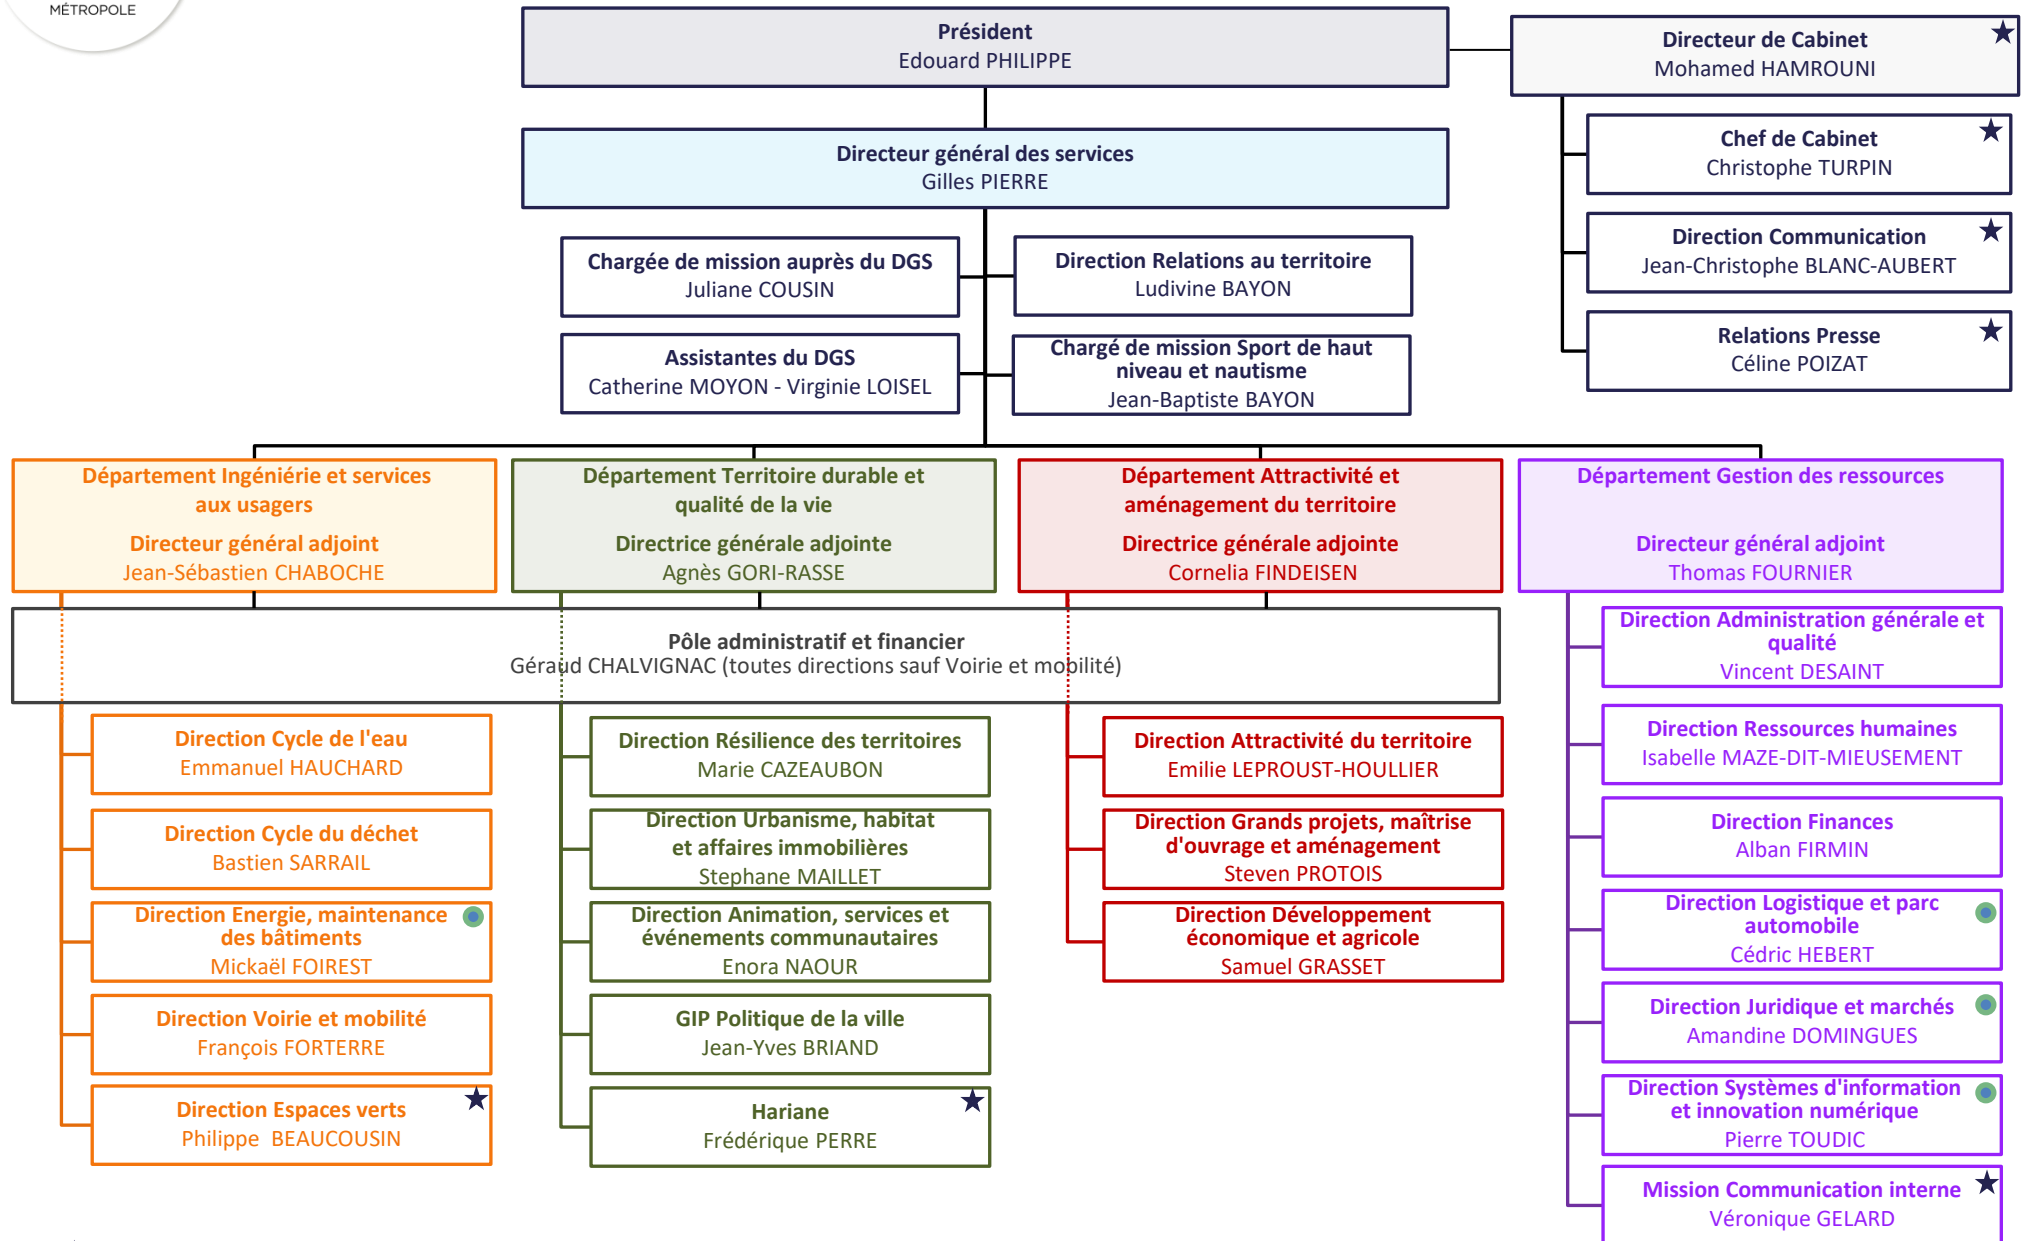 MÉTROPOLE
Président
Edouard PHILIPPE
Directeur de Cabinet
Mohamed HAMROUNI
Chef de Cabinet
Christophe TURPIN
Direction Communication
Jean-Christophe BLANC-AUBERT
Relations Presse
Céline POIZAT
Directeur général des services
Gilles PIERRE
Chargée de mission auprès du DGS
Juliane COUSIN
Direction Relations au territoire
Ludivine BAYON
Assistantes du DGS
Catherine MOYON - Virginie LOISEL
Chargé de mission Sport de haut
niveau et nautisme
Jean-Baptiste BAYON
Département Ingéniérie et services
aux usagers
Directeur général adjoint
Jean-Sébastien CHABOCHE
Département Territoire durable et
qualité de la vie
Directrice générale adjointe
Agnès GORI-RASSE
Département Attractivité et
aménagement du territoire
Directrice générale adjointe
Cornelia FINDEISEN
Département Gestion des ressources
Directeur général adjoint
Thomas FOURNIER
Pôle administratif et financier
Géraud CHALVIGNAC (toutes directions sauf Voirie et mobilité)
Direction Cycle de l'eau
Emmanuel HAUCHARD
Direction Cycle du déchet
Bastien SARRAIL
Direction Energie, maintenance
des bâtiments
Mickaël FOIREST
Direction Voirie et mobilité
François FORTERRE
Direction Espaces verts
Philippe BEAUCOUSIN
Direction Résilience des territoires
Marie CAZEAUBON
Direction Urbanisme, habitat
et affaires immobilières
Stephane MAILLET
Direction Animation, services et
événements communautaires
Enora NAOUR
GIP Politique de la ville
Jean-Yves BRIAND
Hariane
Frédérique PERRE
Direction Attractivité du territoire
Emilie LEPROUST-HOULLIER
Direction Grands projets, maîtrise
d'ouvrage et aménagement
Steven PROTOIS
Direction Développement
économique et agricole
Samuel GRASSET
Direction Administration générale et
qualité
Vincent DESAINT
Direction Ressources humaines
Isabelle MAZE-DIT-MIEUSEMENT
Direction Finances
Alban FIRMIN
Direction Logistique et parc
automobile
Cédric HEBERT
Direction Juridique et marchés
Amandine DOMINGUES
Direction Systèmes d'information
et innovation numérique
Pierre TOUDIC
Mission Communication interne
Véronique GELARD